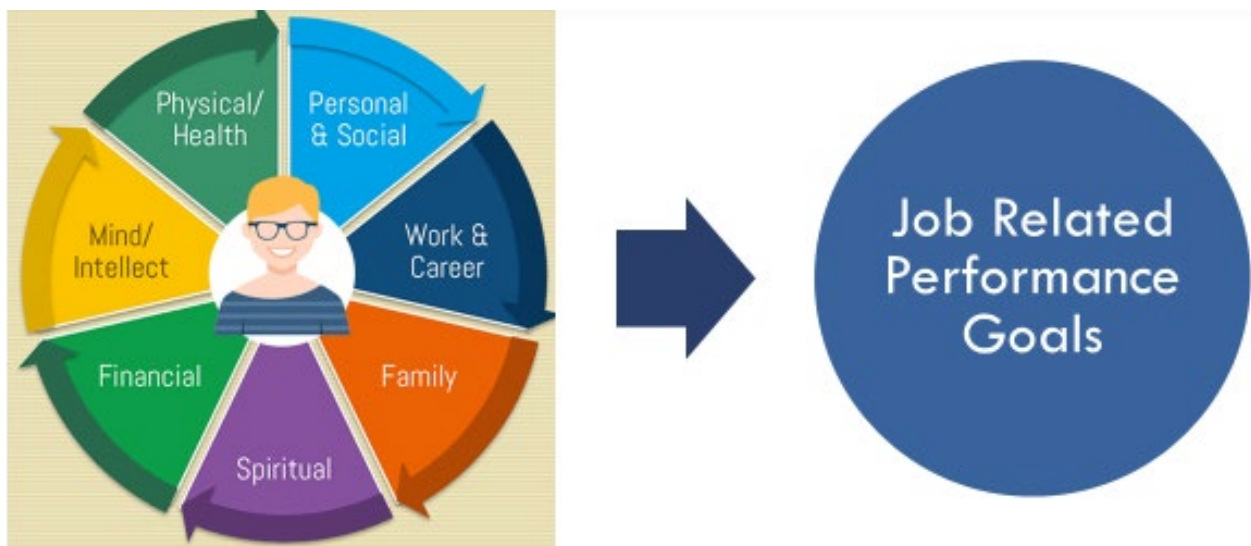 Physical/
Health
Personal
& Social
Mind/
Intellect
Work &
Career
Financial
Family
Spiritual
Job Related
Performance
Goals